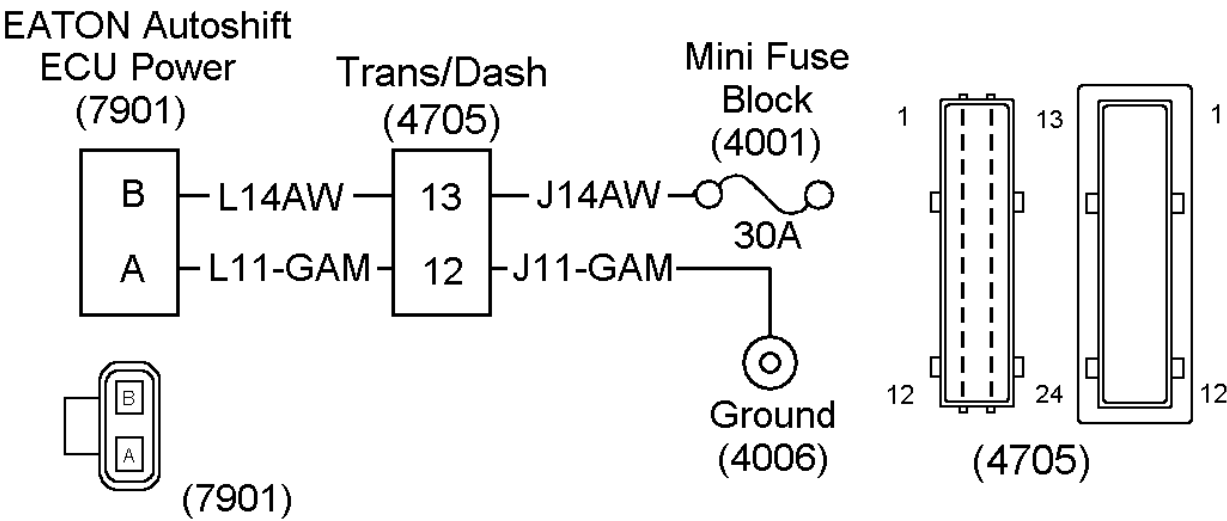 EATON Autoshift
ECU Power
(7901)
Trans/Dash
(4705)
Mini Fuse
Block
(4001)
B L14AW 13 J14AW
30A
A L11-GAM 12 J11-GAM
Ground
(4006)
B
A
(7901)
1 13 1
12 24 12
(4705)